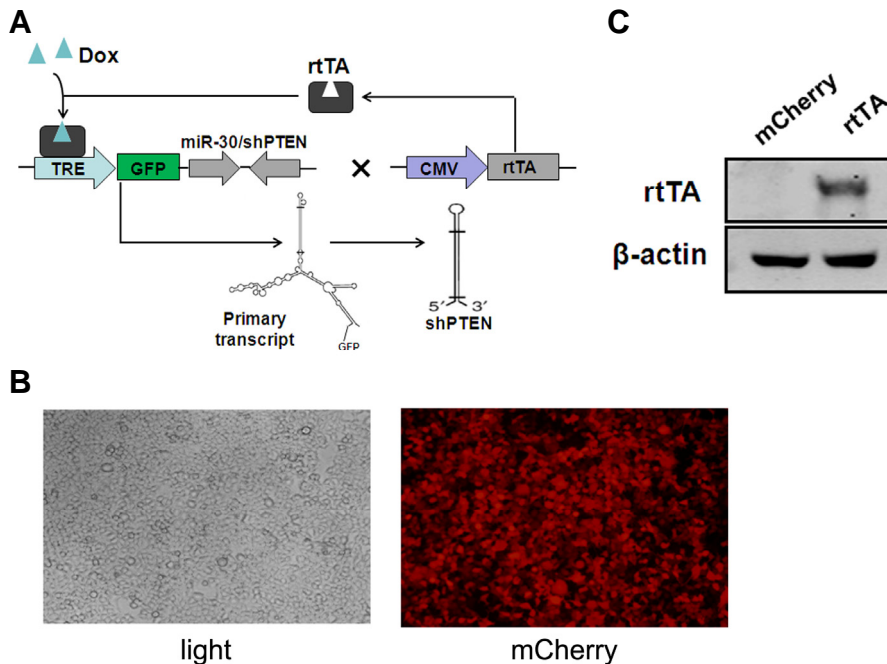 A
Dox
rtTA
miR-30/shPTEN
TRE
GFP
×
CMV
rtTA
5′ 3′
shPTEN
Primary
transcript
GFP
C
mCherry
rtTA
rtTA
β-actin
B
light
mCherry